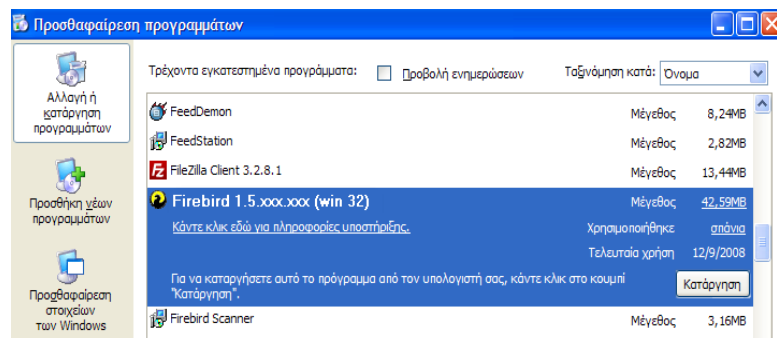 Προσθαφαίρεση προγραμμάτων
Αλλαγή ή
κατάργηση
προγραμμάτων
Προσθήκη νέων
προγραμμάτων
Προσθαφαίρεση
στοιχείων
των Windows
Τρέχοντα εγκατεστημένα προγράμματα: Προβολή ενημερώσεων Ταξινόμηση κατά: Όνομα
FeedDemon Μέγεθος 8,24MB
FeedStation Μέγεθος 2,82MB
FileZilla Client 3.2.8.1 Μέγεθος 13,44MB
Firebird 1.5.xxx.xxx (win 32) Μέγεθος 42,59MB
Κάντε κλικ εδώ για πληροφορίες υποστήριξης. Χρησιμοποιήθηκε σπάνια
Τελευταία χρήση 12/9/2008
Για να καταργήσετε αυτό το πρόγραμμα από τον υπολογιστή σας, κάντε κλικ στο κουμπί
"Κατάργηση". Κατάργηση
Firebird Scanner Μέγεθος 3,16MB